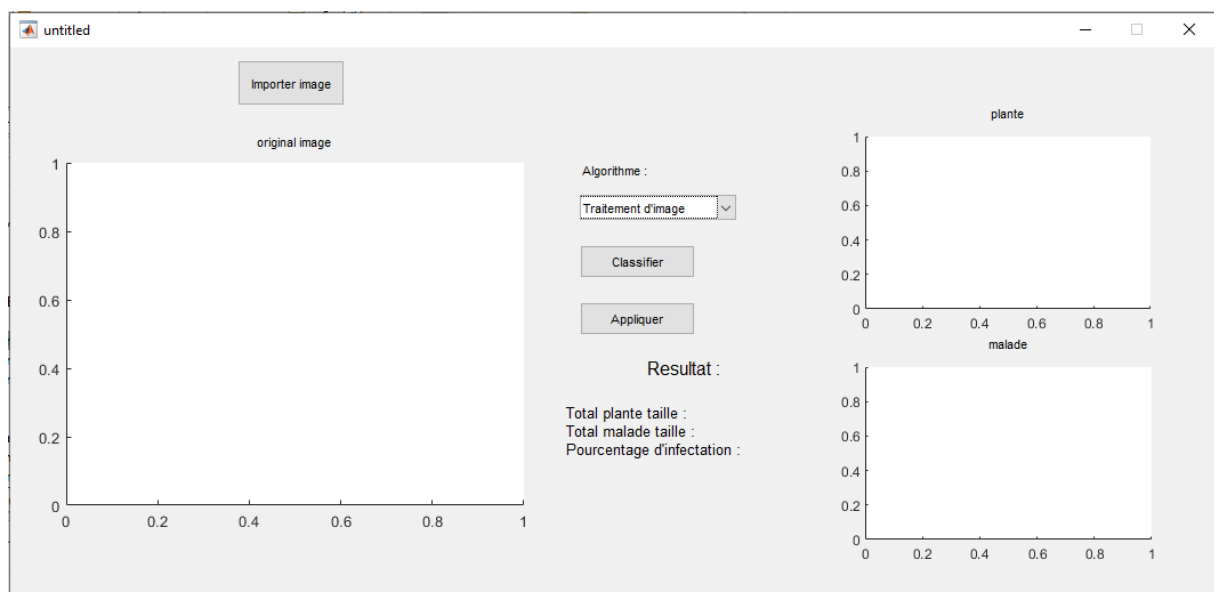 untitled
Importer image
original image
1
0.8
0.6
0.4
0.2
0
0 0.2 0.4 0.6 0.8 1
Algorithme :
Traitement d'image
Classifier
Appliquer
Resultat :
Total plante taille :
Total malade taille :
Pourcentage d'infectation :
plante
1
0.8
0.6
0.4
0.2
0
0 0.2 0.4 0.6 0.8 1
malade
1
0.8
0.6
0.4
0.2
0
0 0.2 0.4 0.6 0.8 1